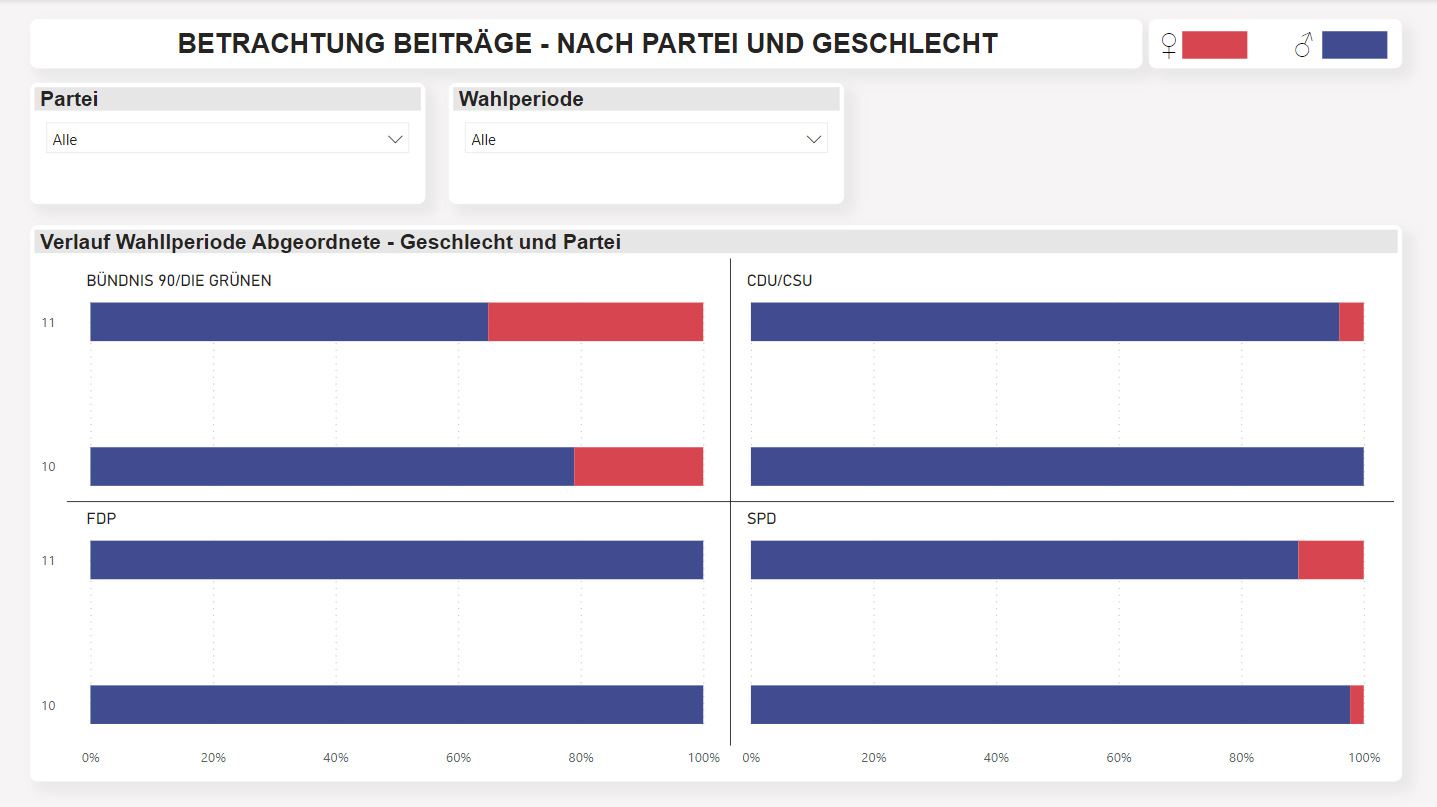 BETRACHTUNG BEITRÄGE - NACH PARTEI UND GESCHLECHT
♀ ♂
Partei
Alle
Wahlperiode
Alle
Verlauf Wahllperiode Abgeordnete - Geschlecht und Partei
BÜNDNIS 90/DIE GRÜNEN
11
10
CDU/CSU
FDP
11
10
SPD
0% 20% 40% 60% 80% 100%
0% 20% 40% 60% 80% 100%